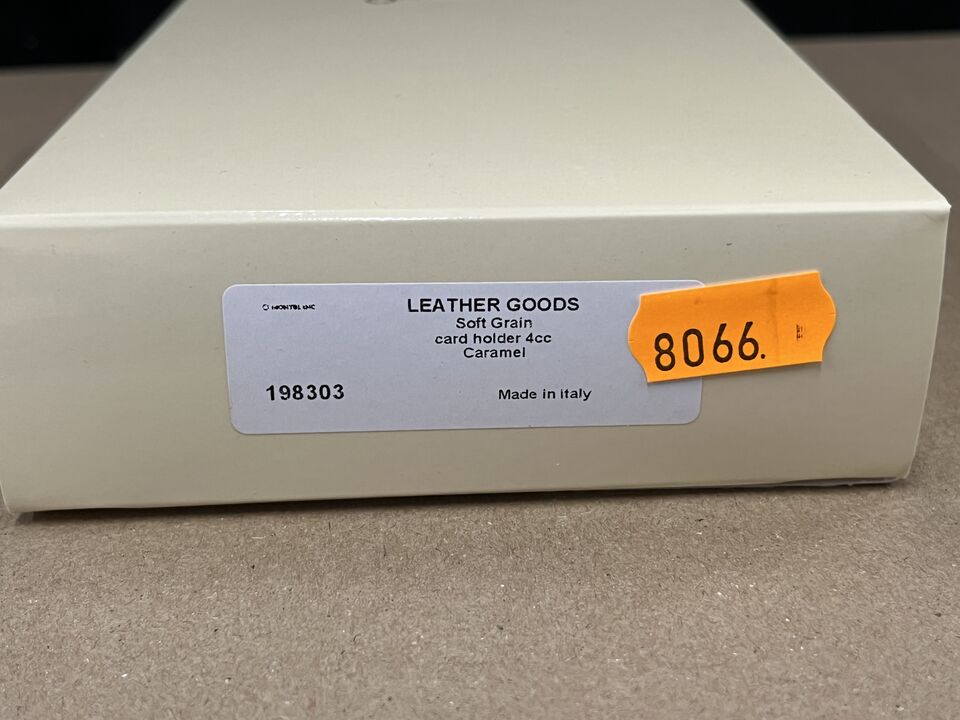 LEATHER GOODS
Soft Grain
card holder 4cc
Caramel
198303
Made in Italy
8066.